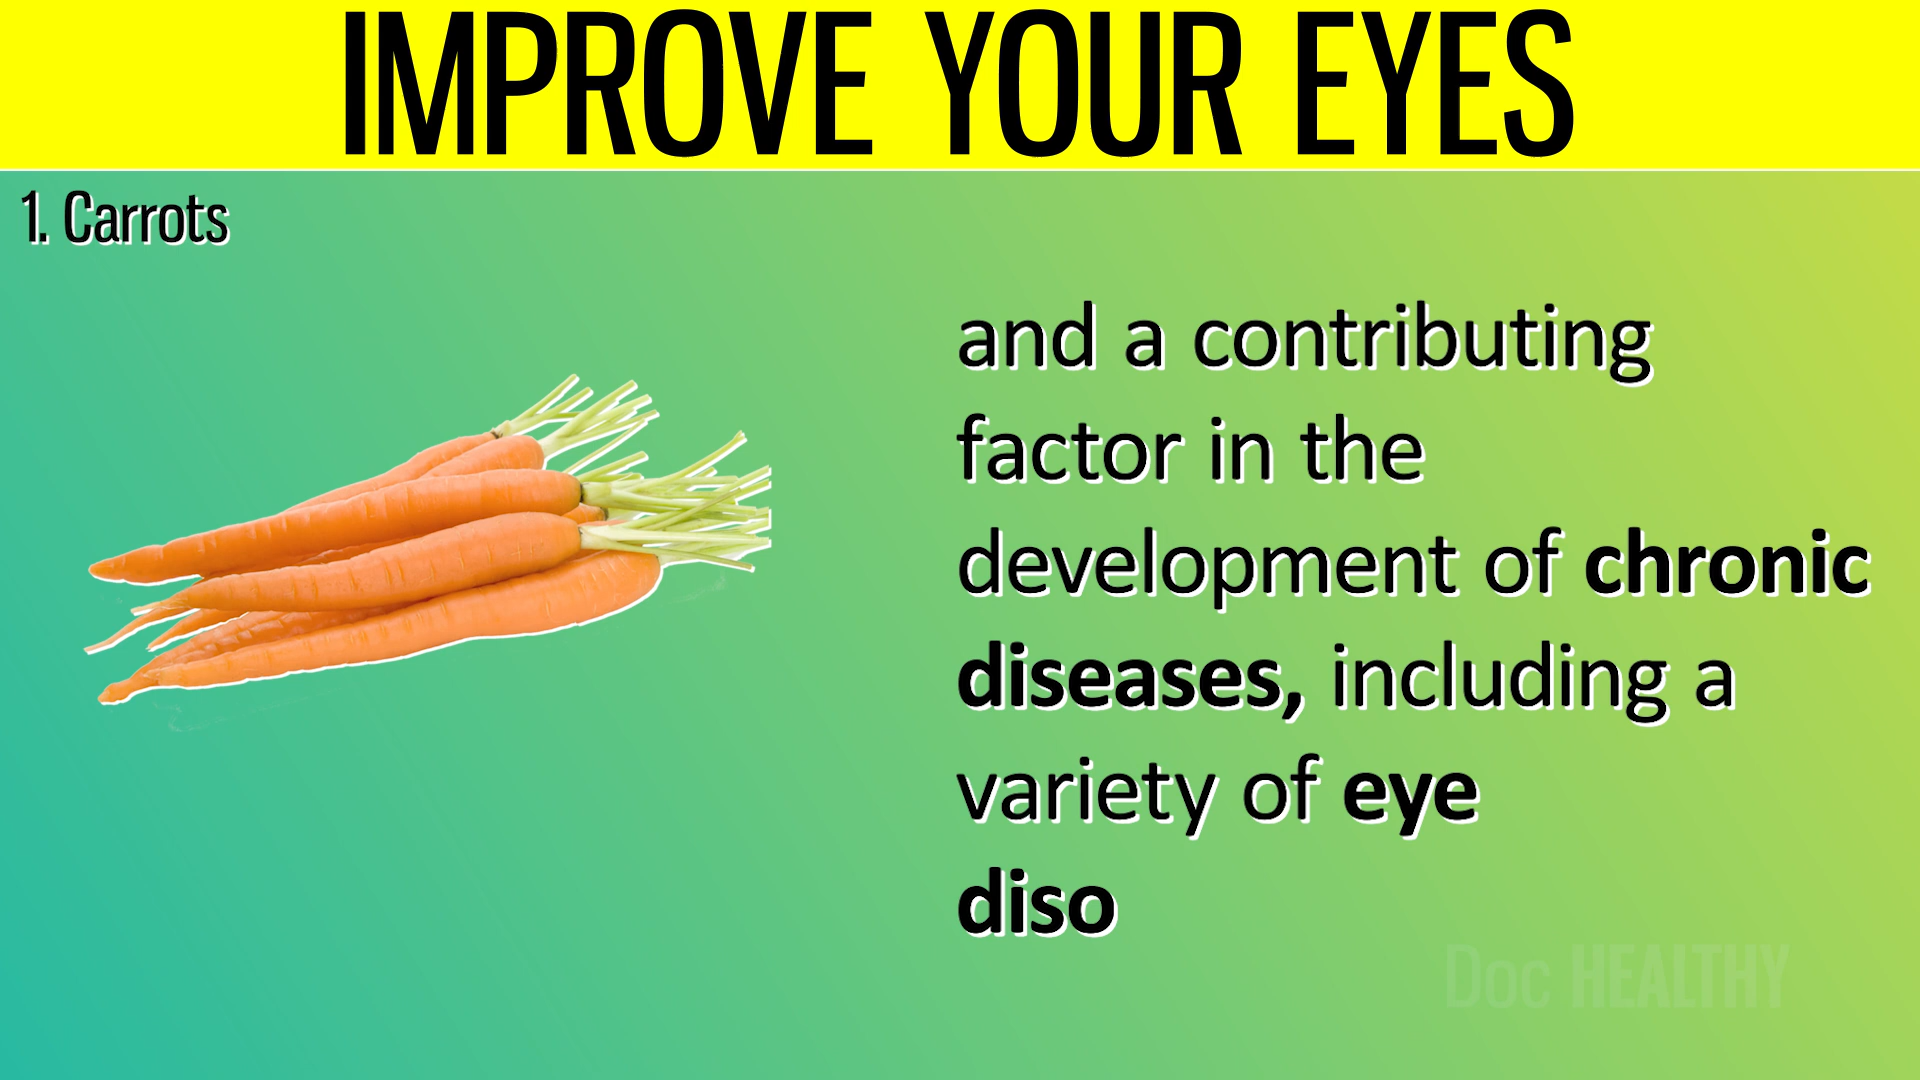 IMPROVE YOUR EYES
1. Carrots
and a contributing
factor in the
development of chronic
diseases, including a
variety of eye
diso
Doc HEALTHY